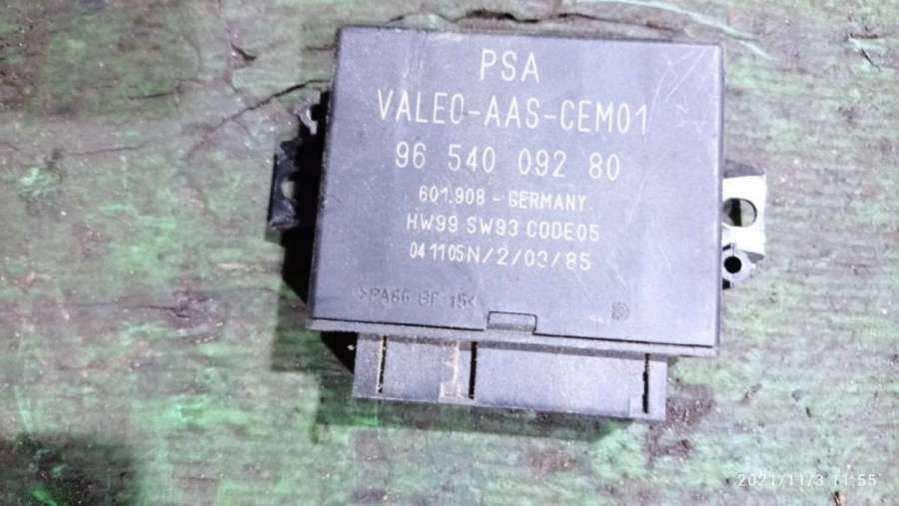 PSA
VALEO-AAS-CEM01
96 540 092 80
601.908 - GERMANY.
HW99 SW93 CODE05
041105N/2/03/85
>PA66 GF 15<
2021/11/3 11:55